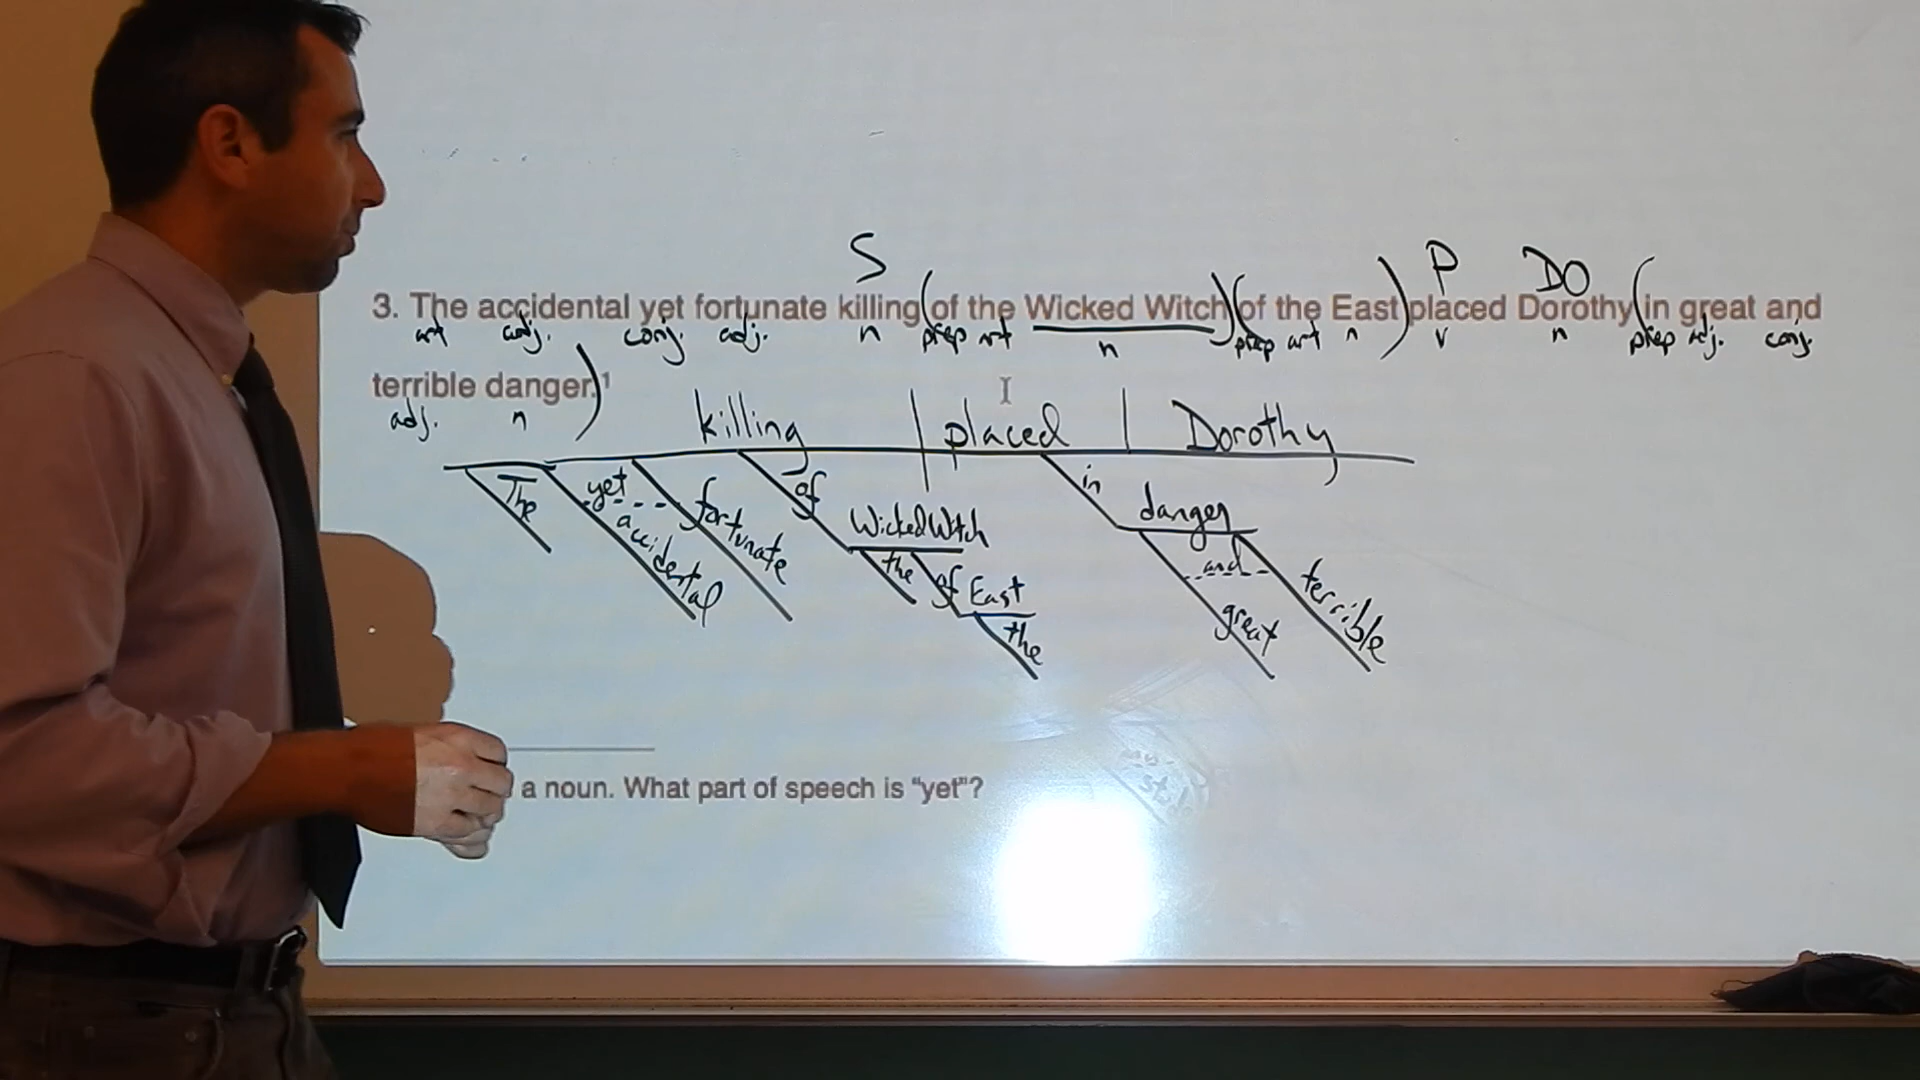 S P DO
3. The accidental yet fortunate killing (of the Wicked Witch) (of the East) placed Dorothy (in great and
art adj. conj. adj. n prep art n prep art n v n prep adj. conj.
terrible danger.)¹
adj. n
killing | placed | Dorothy
The yet accidental fortunate of Wicked Witch in danger
the of East and great terrible
the
a noun. What part of speech is “yet”?